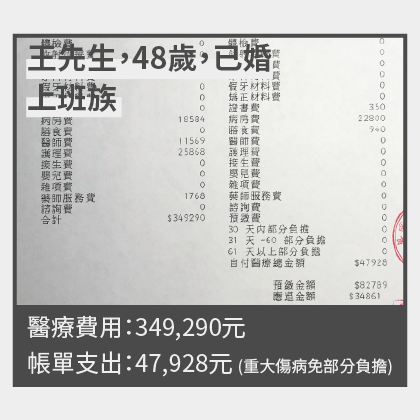 王先生，48歲，已婚
上班族
假牙材料費 0
病房費 18584
膳食費 0
醫師費 11569
護理費 25868
接生費 0
嬰兒費 0
雜項費 0
藥師服務費 1768
諮詢費 0
合計 $349290
假牙材料費 0
矯正材料費 0
證書費 350
病房費 22800
膳食費 940
醫師費 0
護理費 0
接生費 0
嬰兒費 0
雜項費 0
藥師服務費 0
諮詢費 0
預繳費 0
30 天內部分負擔 0
31 天 -60 部分負擔 0
61 天以上部分負擔 0
自付醫療總金額 $47928
預繳金額 $82789
應退金額 $34861
醫療費用：349,290元
帳單支出：47,928元 (重大傷病免部分負擔)